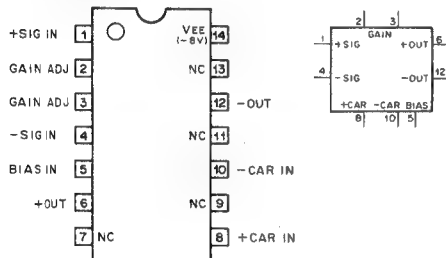 +SIG IN 1
GAIN ADJ 2
GAIN ADJ 3
-SIG IN 4
BIAS IN 5
+OUT 6
7 NC
VEE 14
(-8V)
NC 13
12 -OUT
NC 11
10 -CAR IN
NC 9
8 +CAR IN
2 3
GAIN
1 +SIG +OUT 6
4 -SIG -OUT 12
+CAR -CAR BIAS
8 10 5